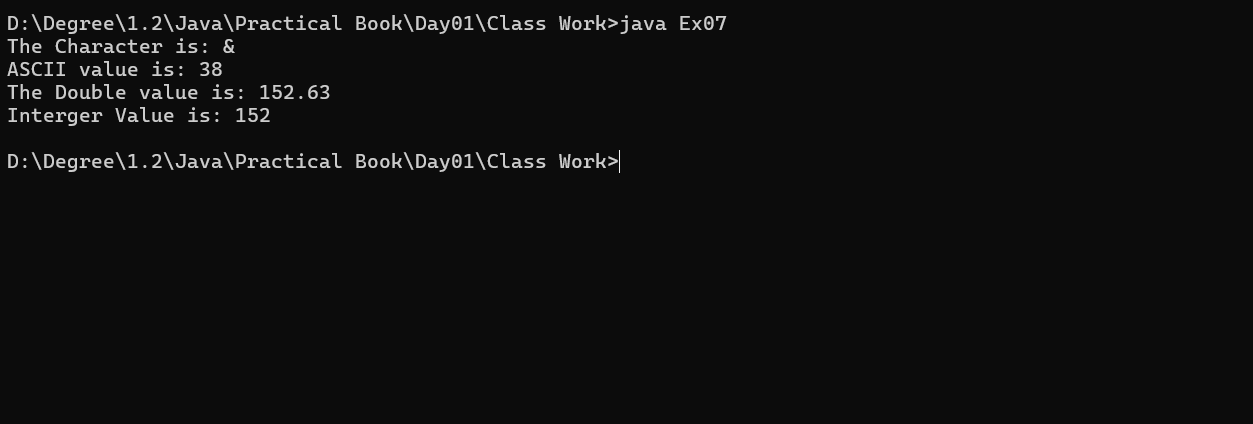 D:\Degree\1.2\Java\Practical Book\Day01\Class Work>java Ex07
The Character is: &
ASCII value is: 38
The Double value is: 152.63
Interger Value is: 152
D:\Degree\1.2\Java\Practical Book\Day01\Class Work>